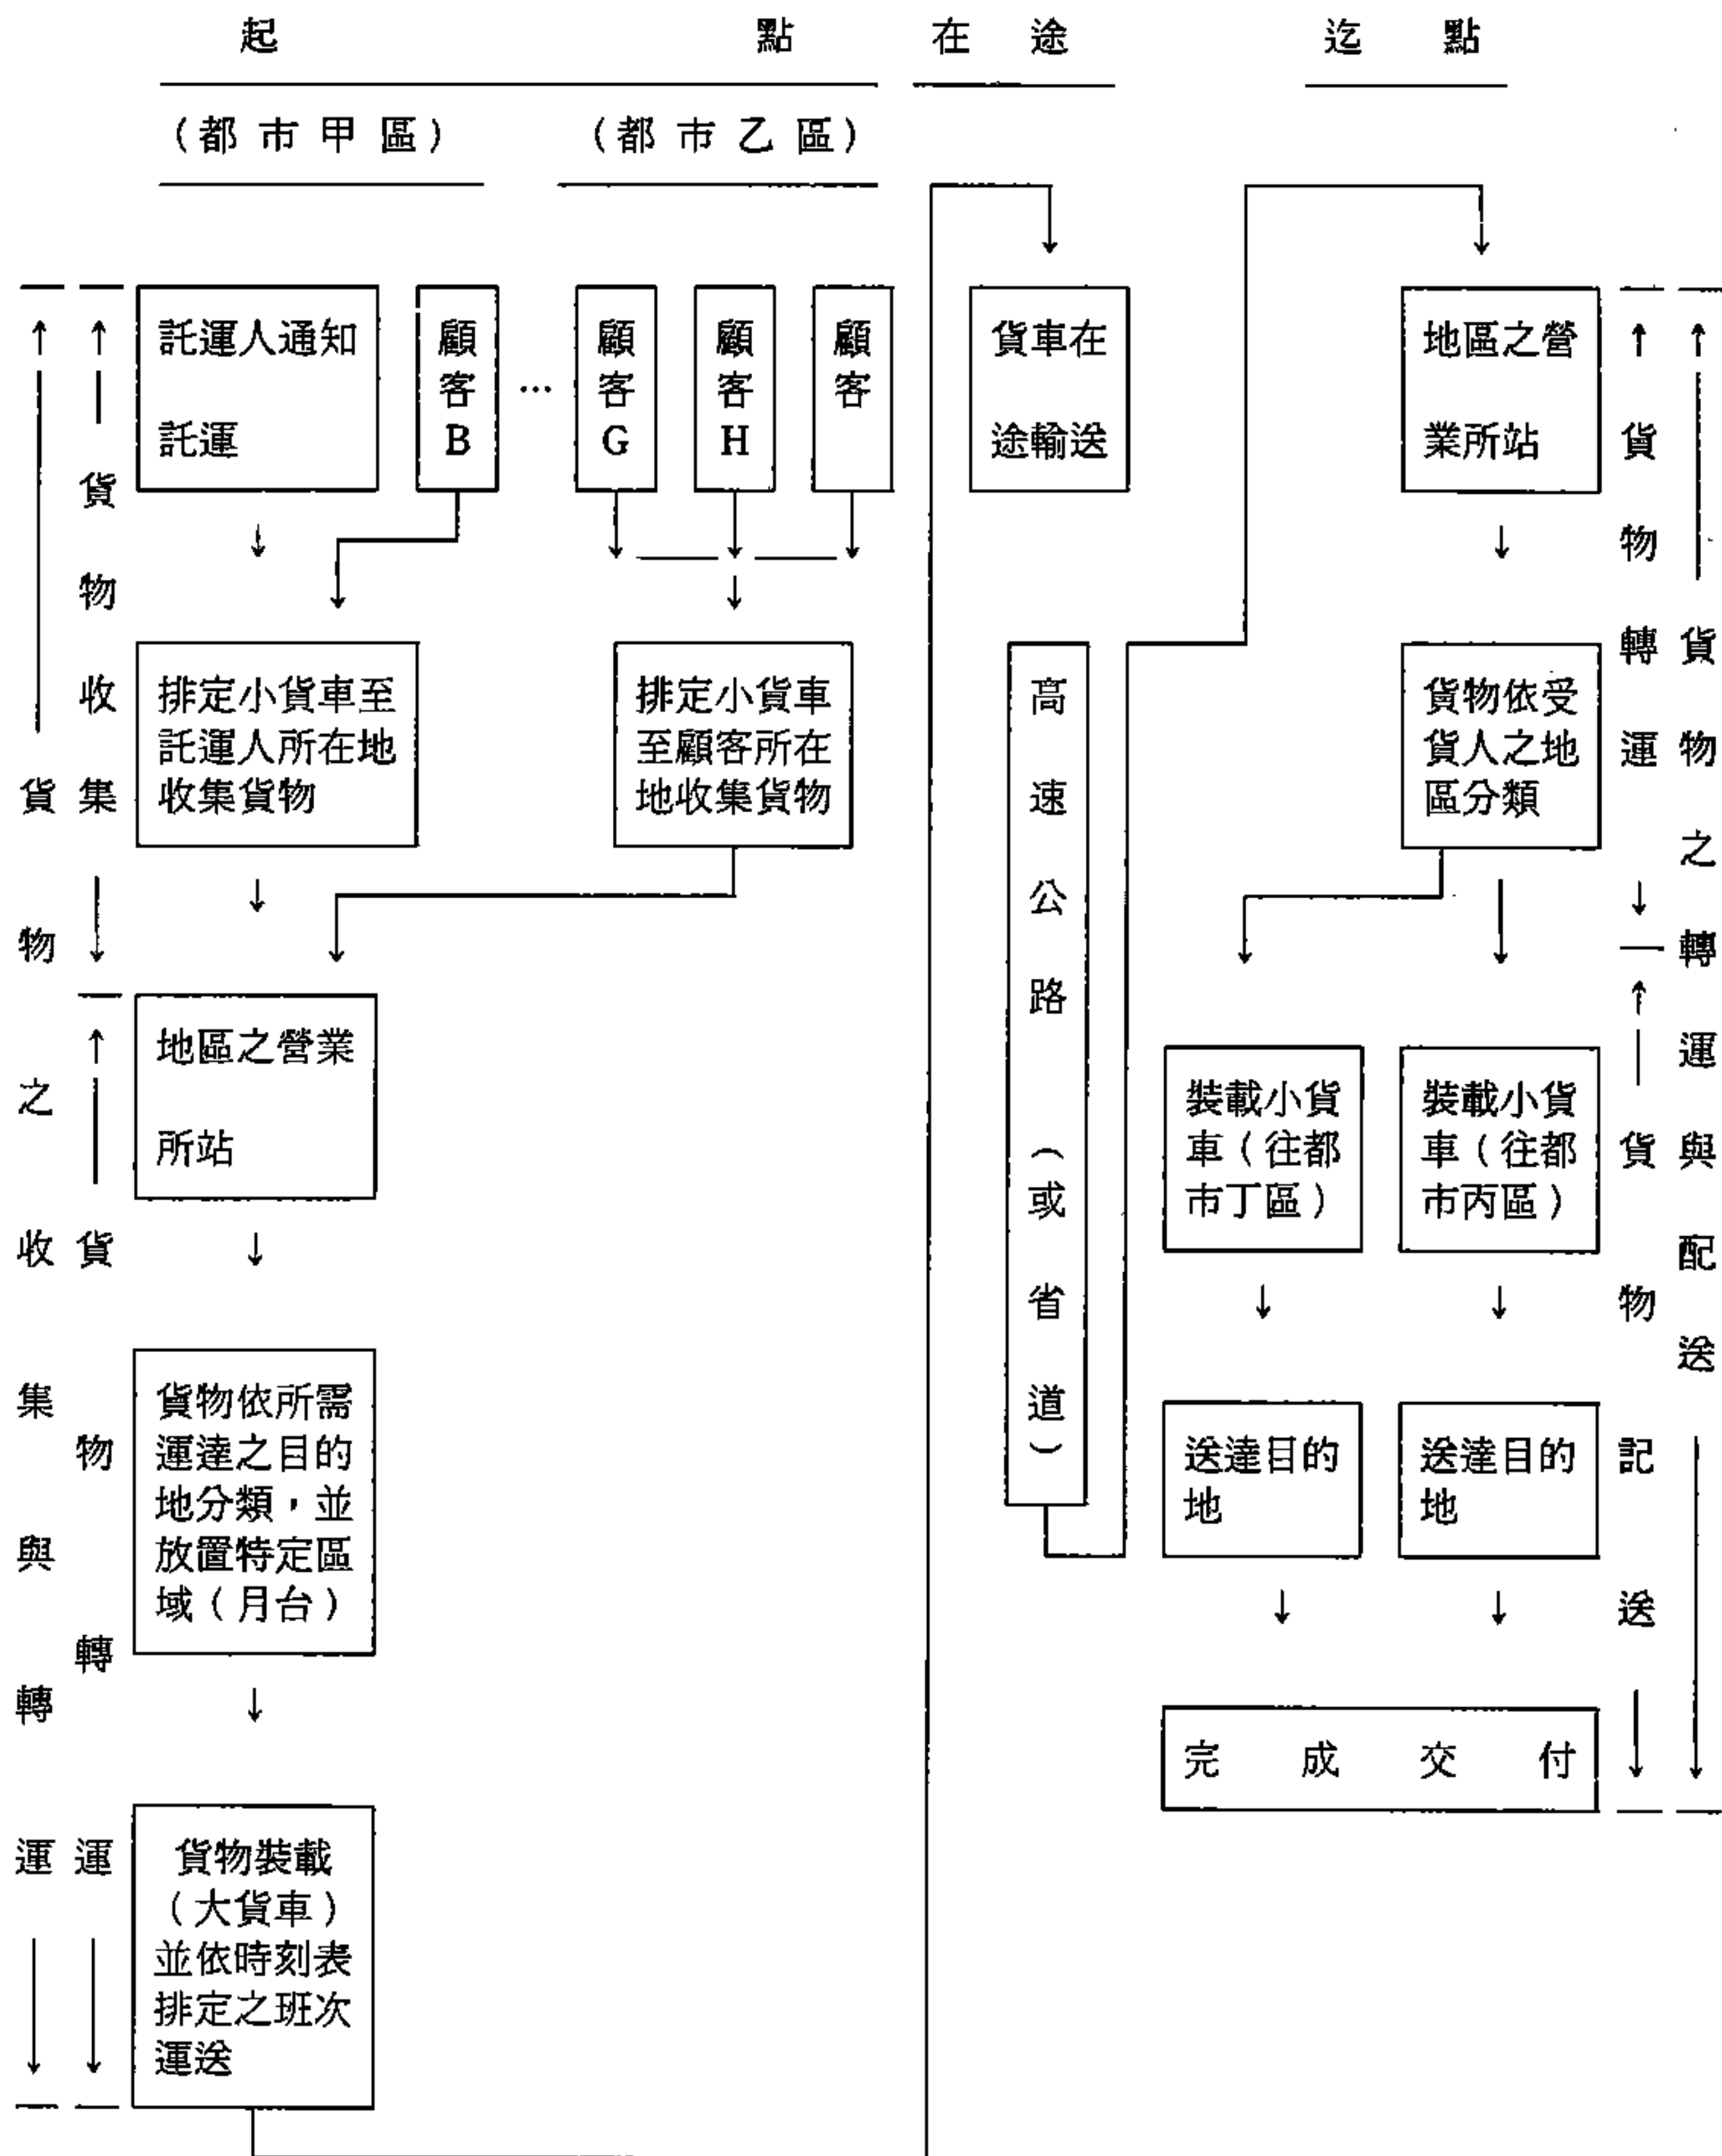 起點
在途
迄點
（都市甲區）
（都市乙區）
貨物之收集與轉運
貨物收集
貨物轉運
託運人通知
託運
顧客B
…
顧客G
顧客H
顧客
排定小貨車至
託運人所在地
收集貨物
排定小貨車
至顧客所在
地收集貨物
地區之營業
所站
貨物依所需
運達之目的
地分類，並
放置特定區
域（月台）
貨物裝載
（大貨車）
並依時刻表
排定之班次
運送
貨車在
途輸送
高速公路（或省道）
地區之營
業所站
貨物依受
貨人之地
區分類
裝載小貨
車（往都
市丁區）
裝載小貨
車（往都
市丙區）
送達目的
地
送達目的
地
完成交付
貨物轉運
貨物記送
貨物之轉運與配送